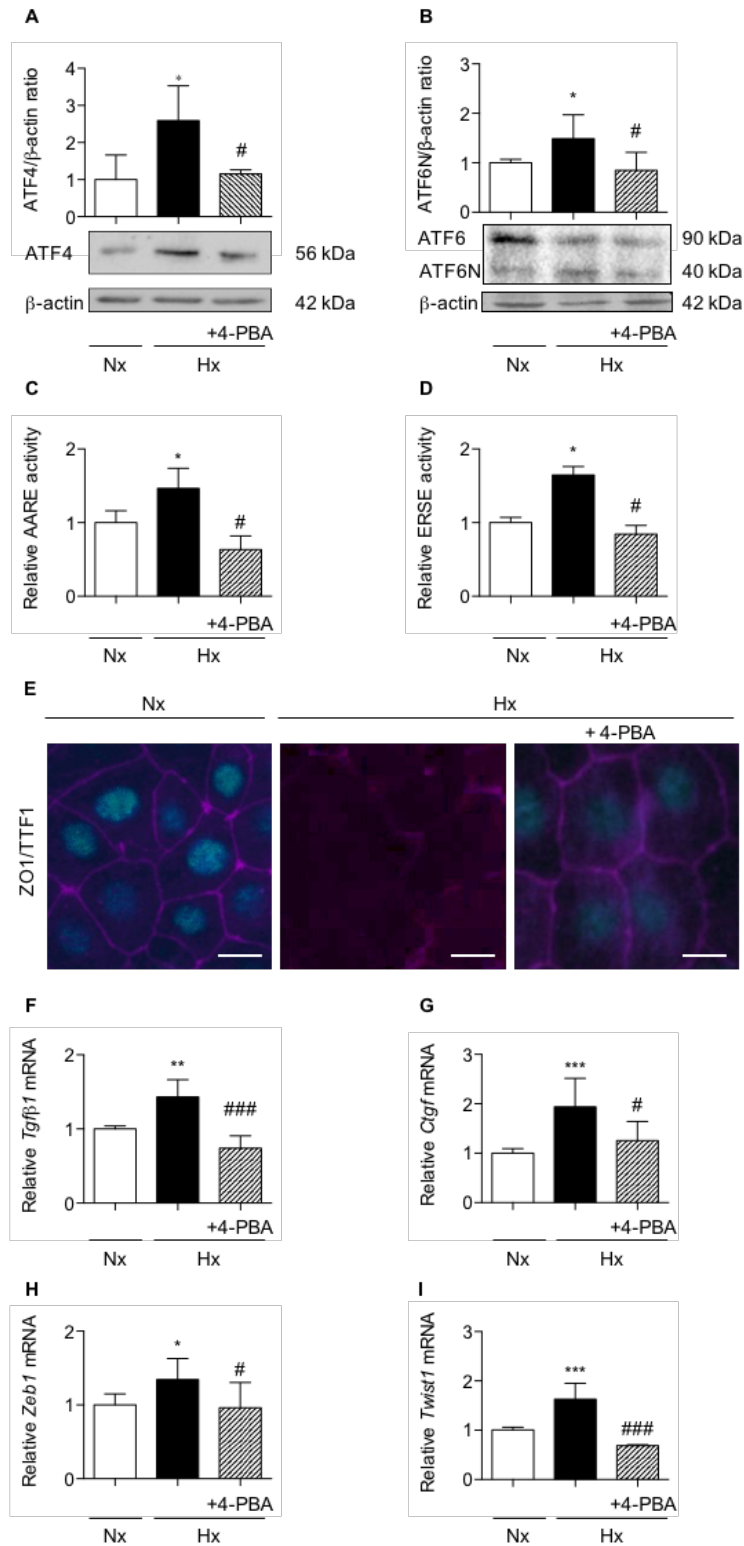 A
ATF4/β-actin ratio
4
3
2
1
0
*
#
ATF4
56 kDa
β-actin
42 kDa
+4-PBA
Nx
Hx
B
ATF6N/β-actin ratio
3
2
1
0
*
#
ATF6
90 kDa
ATF6N
40 kDa
β-actin
42 kDa
+4-PBA
Nx
Hx
C
Relative AARE activity
2
1
0
*
#
+4-PBA
Nx
Hx
D
Relative ERSE activity
2
1
0
*
#
+4-PBA
Nx
Hx
E
Nx
Hx
+ 4-PBA
ZO1/TTF1
F
Relative Tgfβ1 mRNA
2
1
0
**
###
+4-PBA
Nx
Hx
G
Relative Ctgf mRNA
3
2
1
0
***
#
+4-PBA
Nx
Hx
H
Relative Zeb1 mRNA
2
1
0
*
#
+4-PBA
Nx
Hx
I
Relative Twist1 mRNA
3
2
1
0
***
###
+4-PBA
Nx
Hx